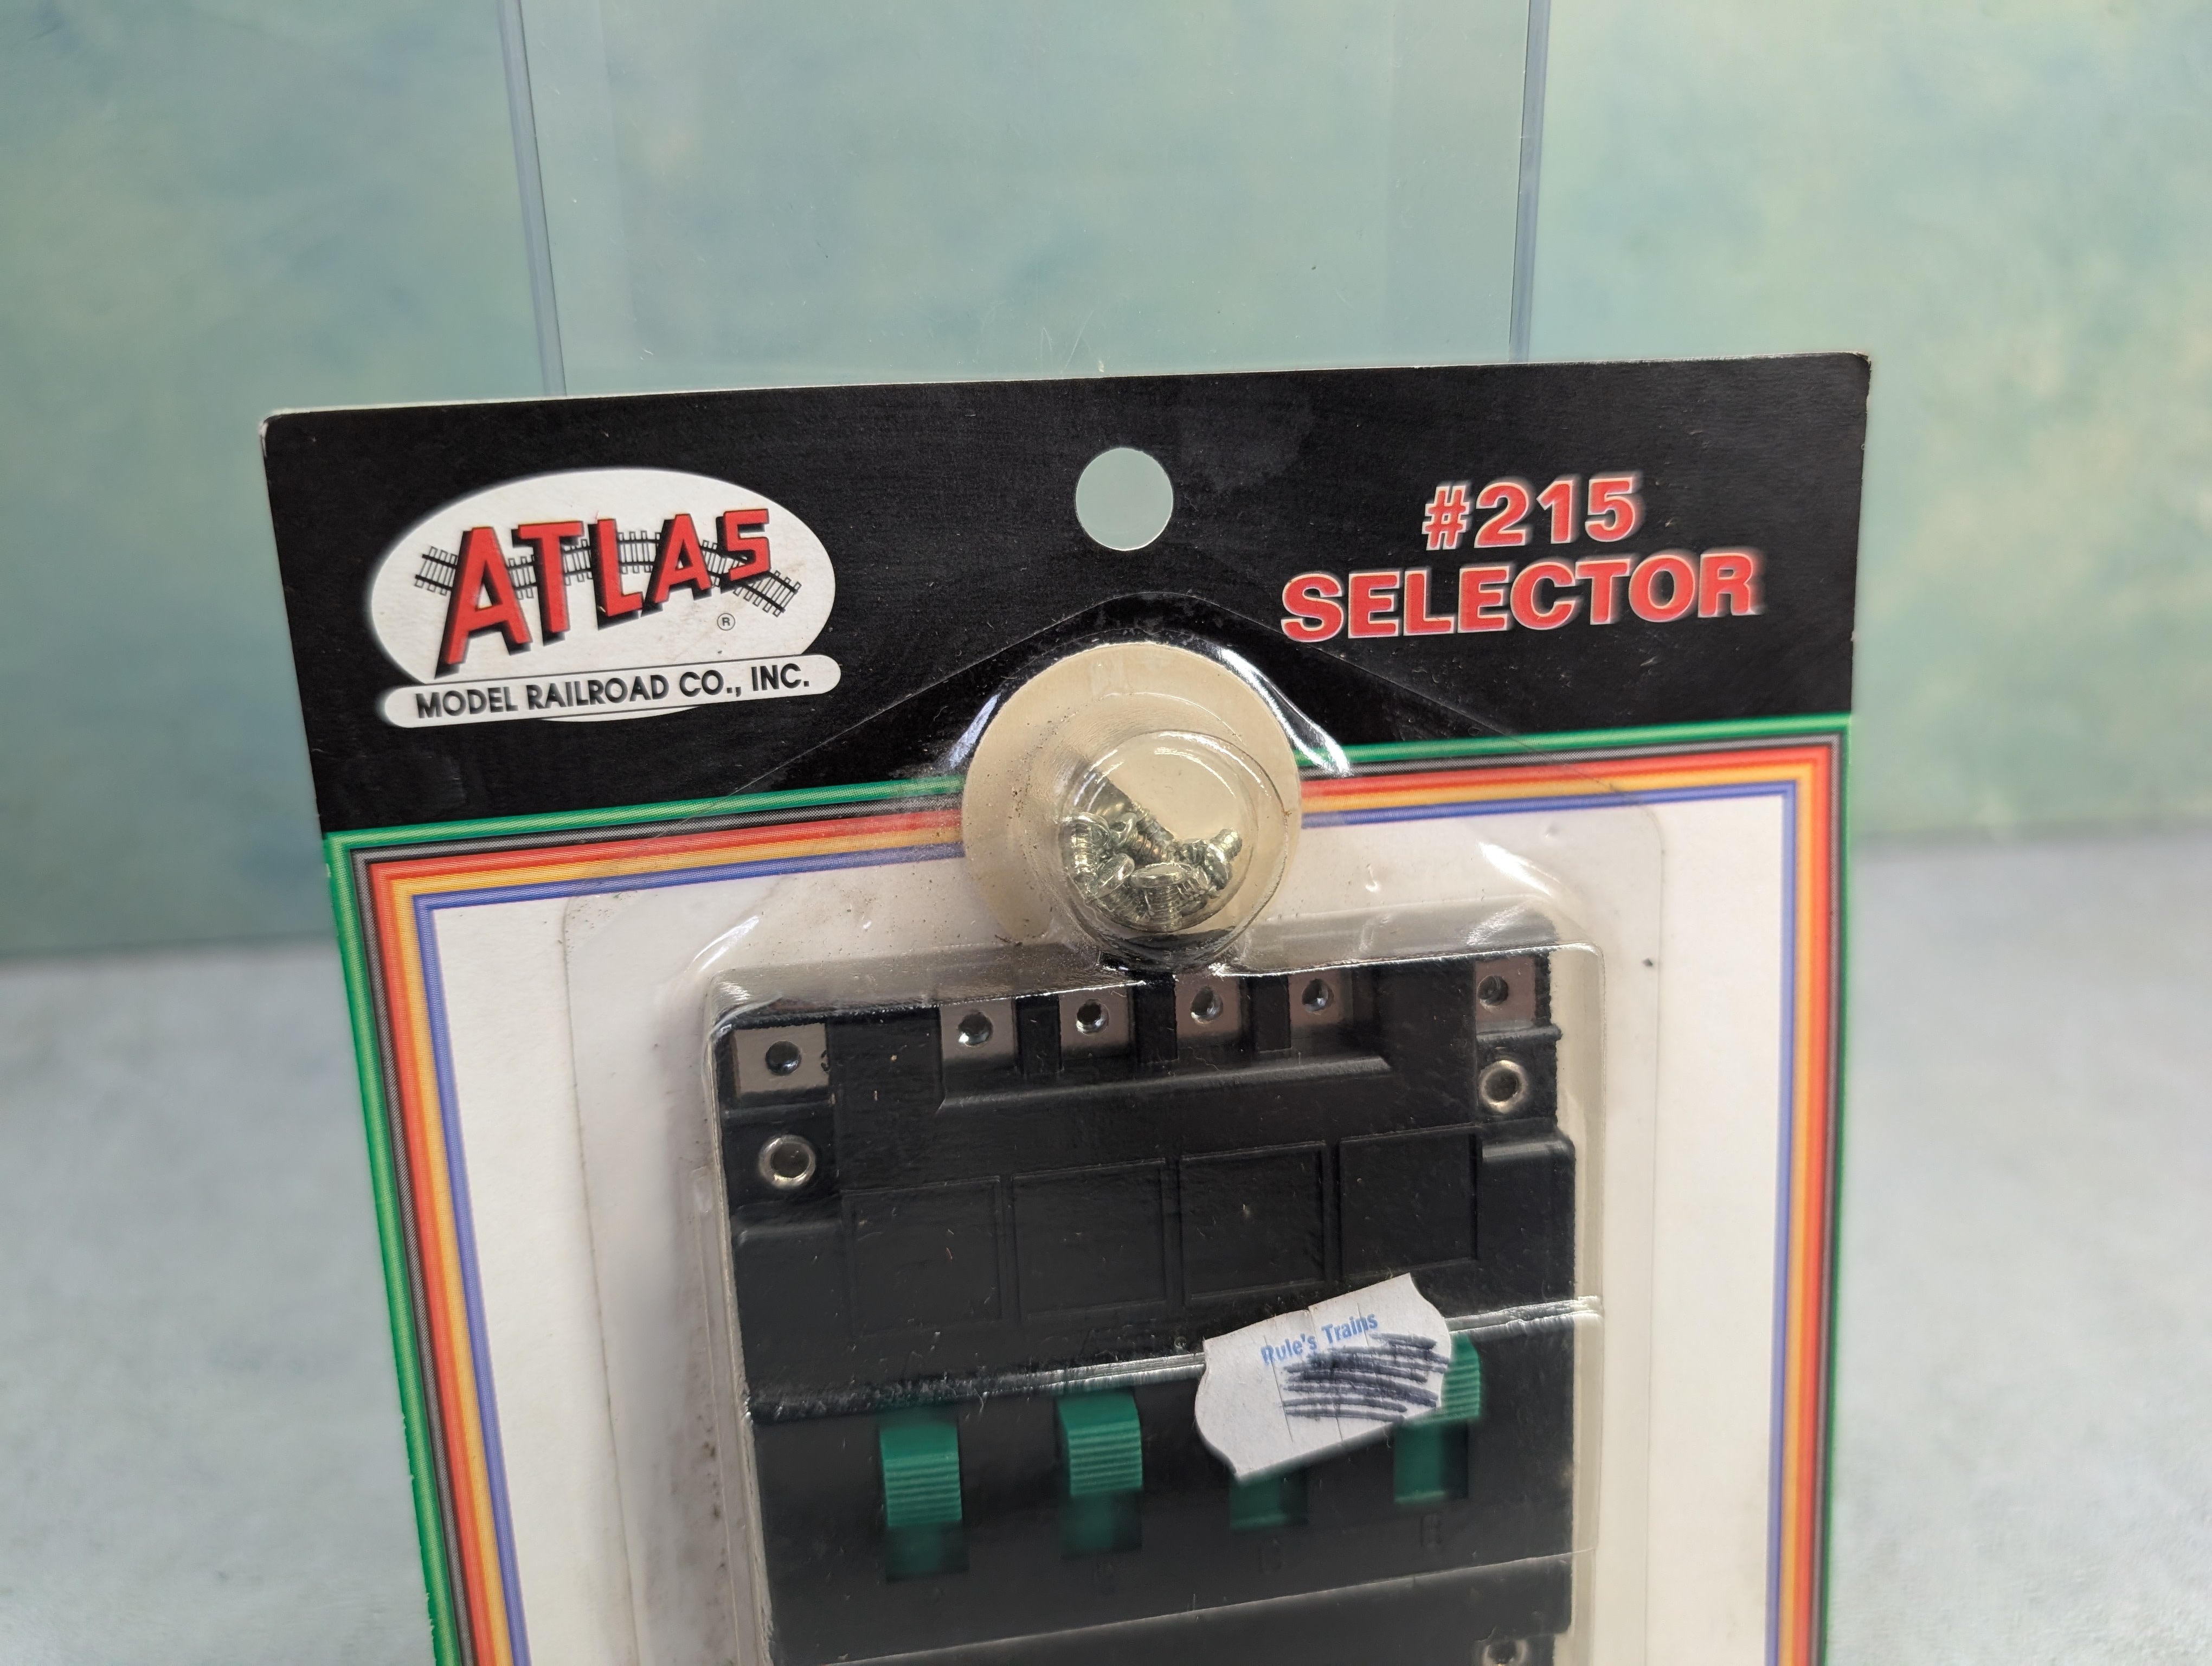 ATLAS
®
MODEL RAILROAD CO., INC.
#215
SELECTOR
Rule's Trains